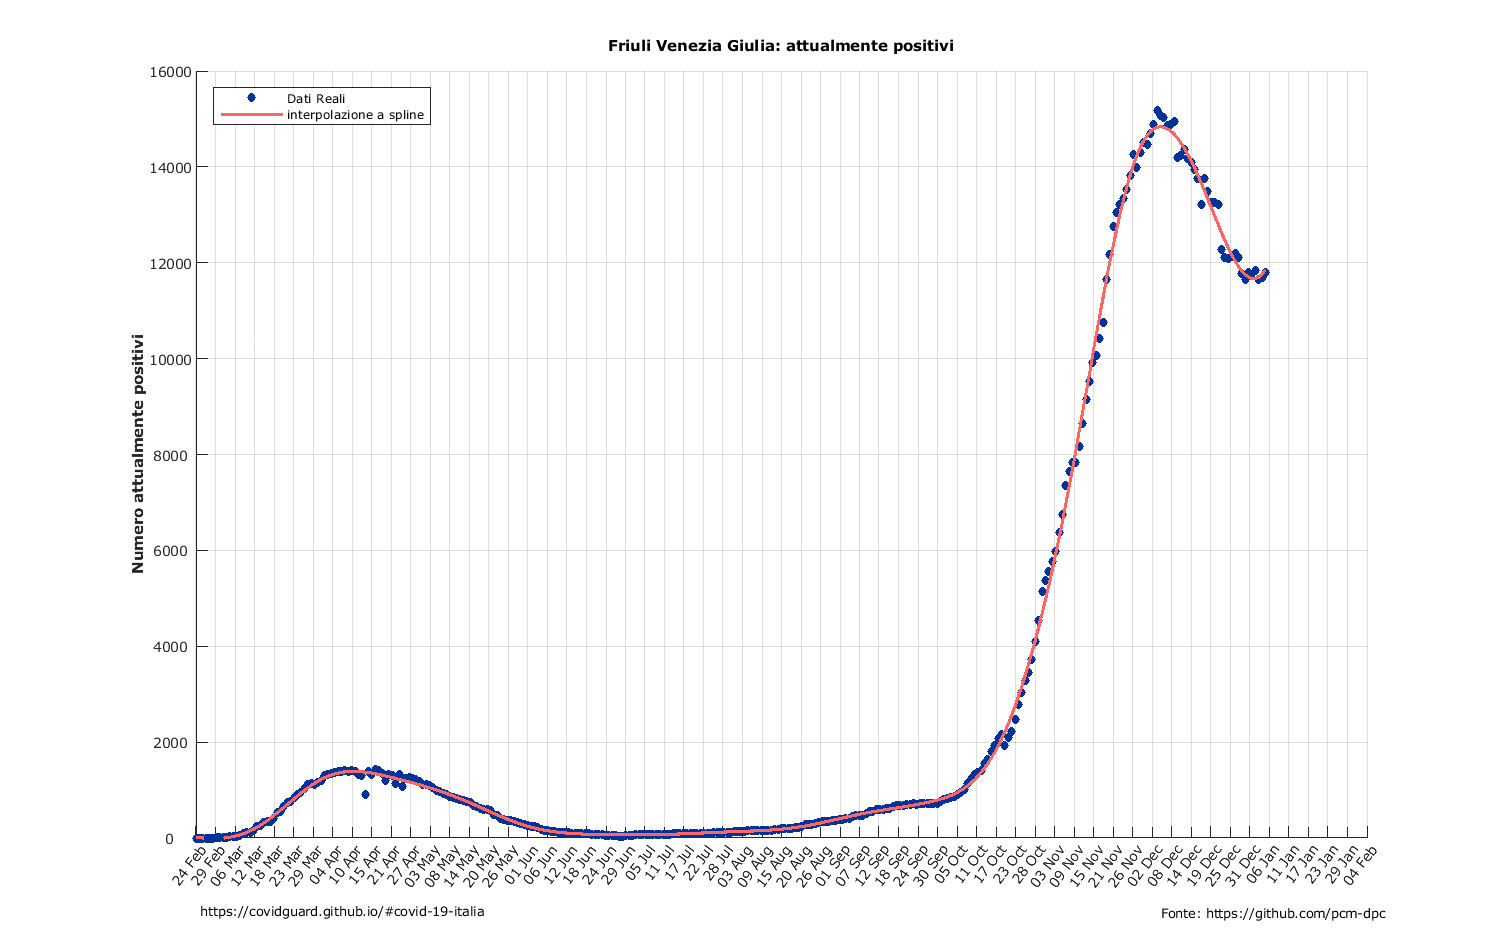 Friuli Venezia Giulia: attualmente positivi
Dati Reali
interpolazione a spline
Numero attualmente positivi
16000
14000
12000
10000
8000
6000
4000
2000
0
24 Feb
29 Feb
06 Mar
12 Mar
18 Mar
23 Mar
29 Mar
04 Apr
10 Apr
15 Apr
21 Apr
27 Apr
03 May
08 May
14 May
20 May
26 May
01 Jun
06 Jun
12 Jun
18 Jun
24 Jun
29 Jun
05 Jul
11 Jul
17 Jul
22 Jul
28 Jul
03 Aug
09 Aug
15 Aug
20 Aug
26 Aug
01 Sep
07 Sep
12 Sep
18 Sep
24 Sep
30 Sep
05 Oct
11 Oct
17 Oct
23 Oct
28 Oct
03 Nov
09 Nov
15 Nov
21 Nov
26 Nov
02 Dec
08 Dec
14 Dec
19 Dec
25 Dec
31 Dec
06 Jan
11 Jan
17 Jan
23 Jan
29 Jan
04 Feb
https://covidguard.github.io/#covid-19-italia
Fonte: https://github.com/pcm-dpc